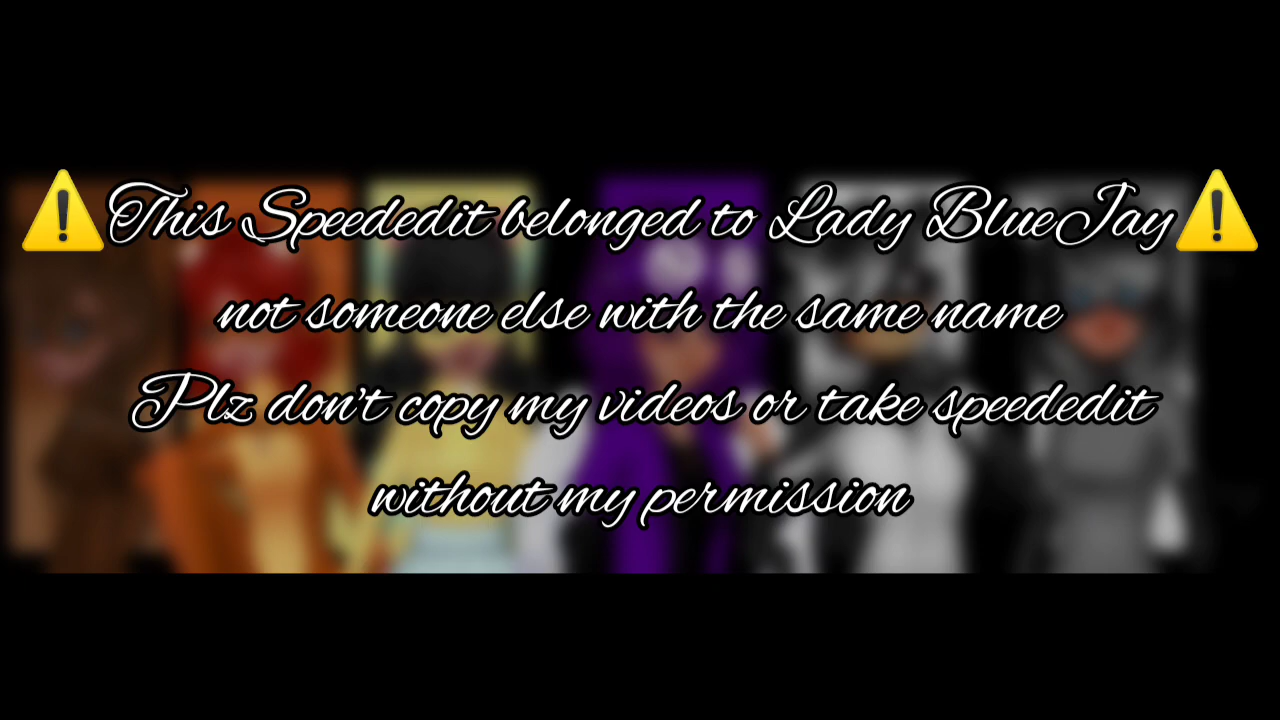 ⚠️This Speededit belonged to Lady BlueJay⚠️
not someone else with the same name
Plz don't copy my videos or take speededit
without my permission